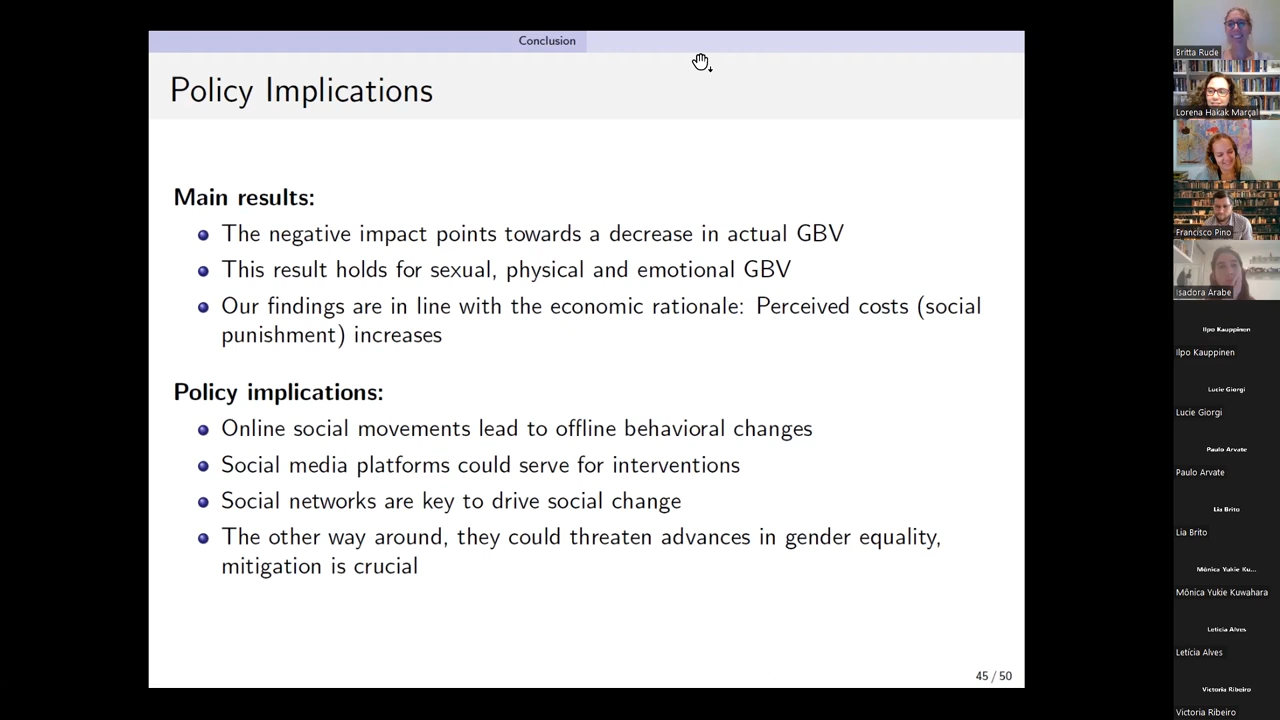 Conclusion
Policy Implications
Main results:
The negative impact points towards a decrease in actual GBV
This result holds for sexual, physical and emotional GBV
Our findings are in line with the economic rationale: Perceived costs (social
punishment) increases
Policy implications:
Online social movements lead to offline behavioral changes
Social media platforms could serve for interventions
Social networks are key to drive social change
The other way around, they could threaten advances in gender equality,
mitigation is crucial
45 / 50
Britta Rude
Lorena Hakak Marçal
Francisco Pino
Isadora Arabe
Ilpo Kauppinen
Ilpo Kauppinen
Lucie Giorgi
Lucie Giorgi
Paulo Arvate
Paulo Arvate
Lia Brito
Lia Brito
Mônica Yukie Ku...
Mônica Yukie Kuwahara
Letícia Alves
Letícia Alves
Victoria Ribeiro
Victoria Ribeiro